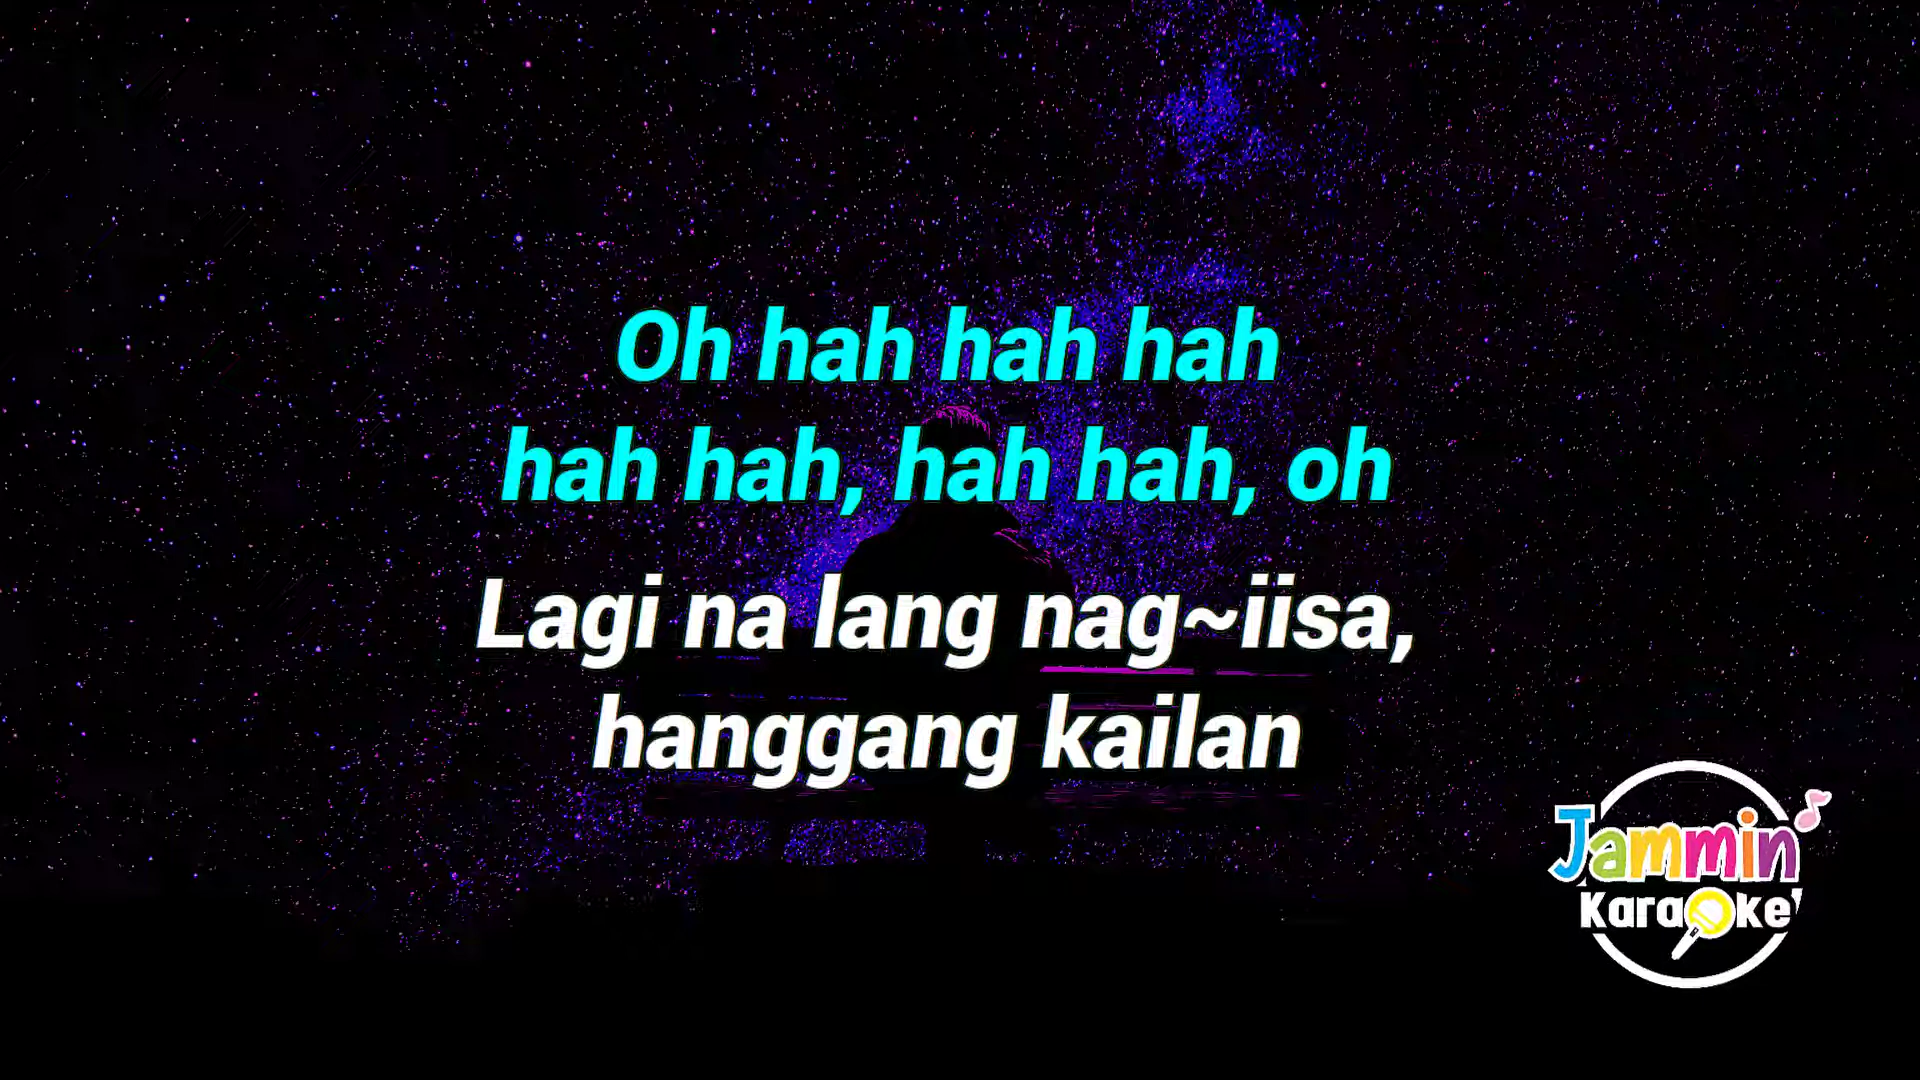 Oh hah hah hah
hah hah, hah hah, oh
Lagi na lang nag~iisa,
hanggang kailan
Jammin'
Karaoke